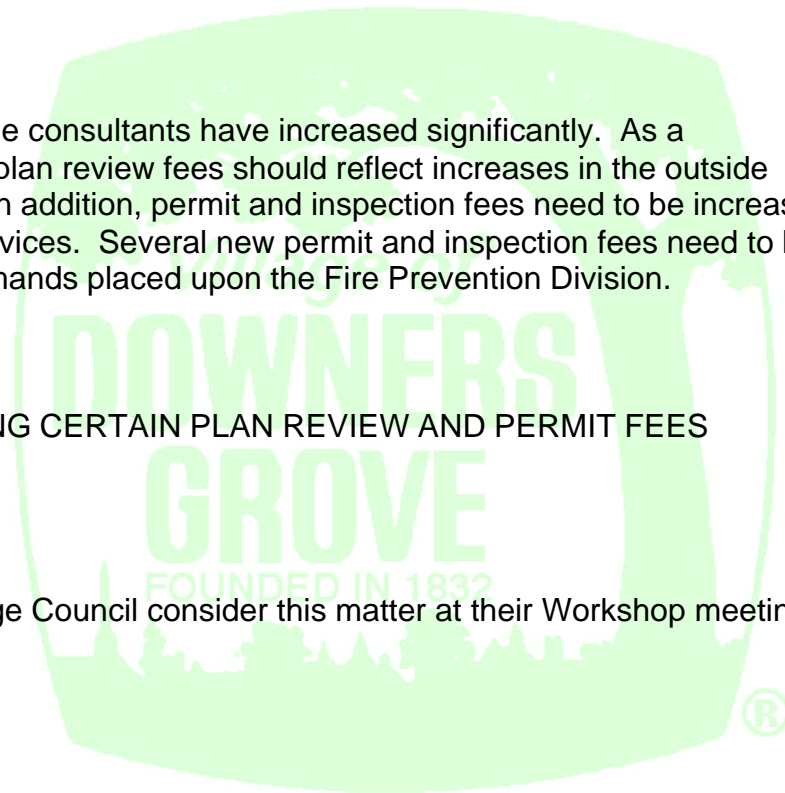 e consultants have increased significantly.  As a
plan review fees should reflect increases in the outside
n addition, permit and inspection fees need to be increas
vices.  Several new permit and inspection fees need to b
Village of
nands placed upon the Fire Prevention Division.
DOWNERS
NG CERTAIN PLAN REVIEW AND PERMIT FEES
GROVE
FOUNDED IN 1832
ge Council consider this matter at their Workshop meetin
®